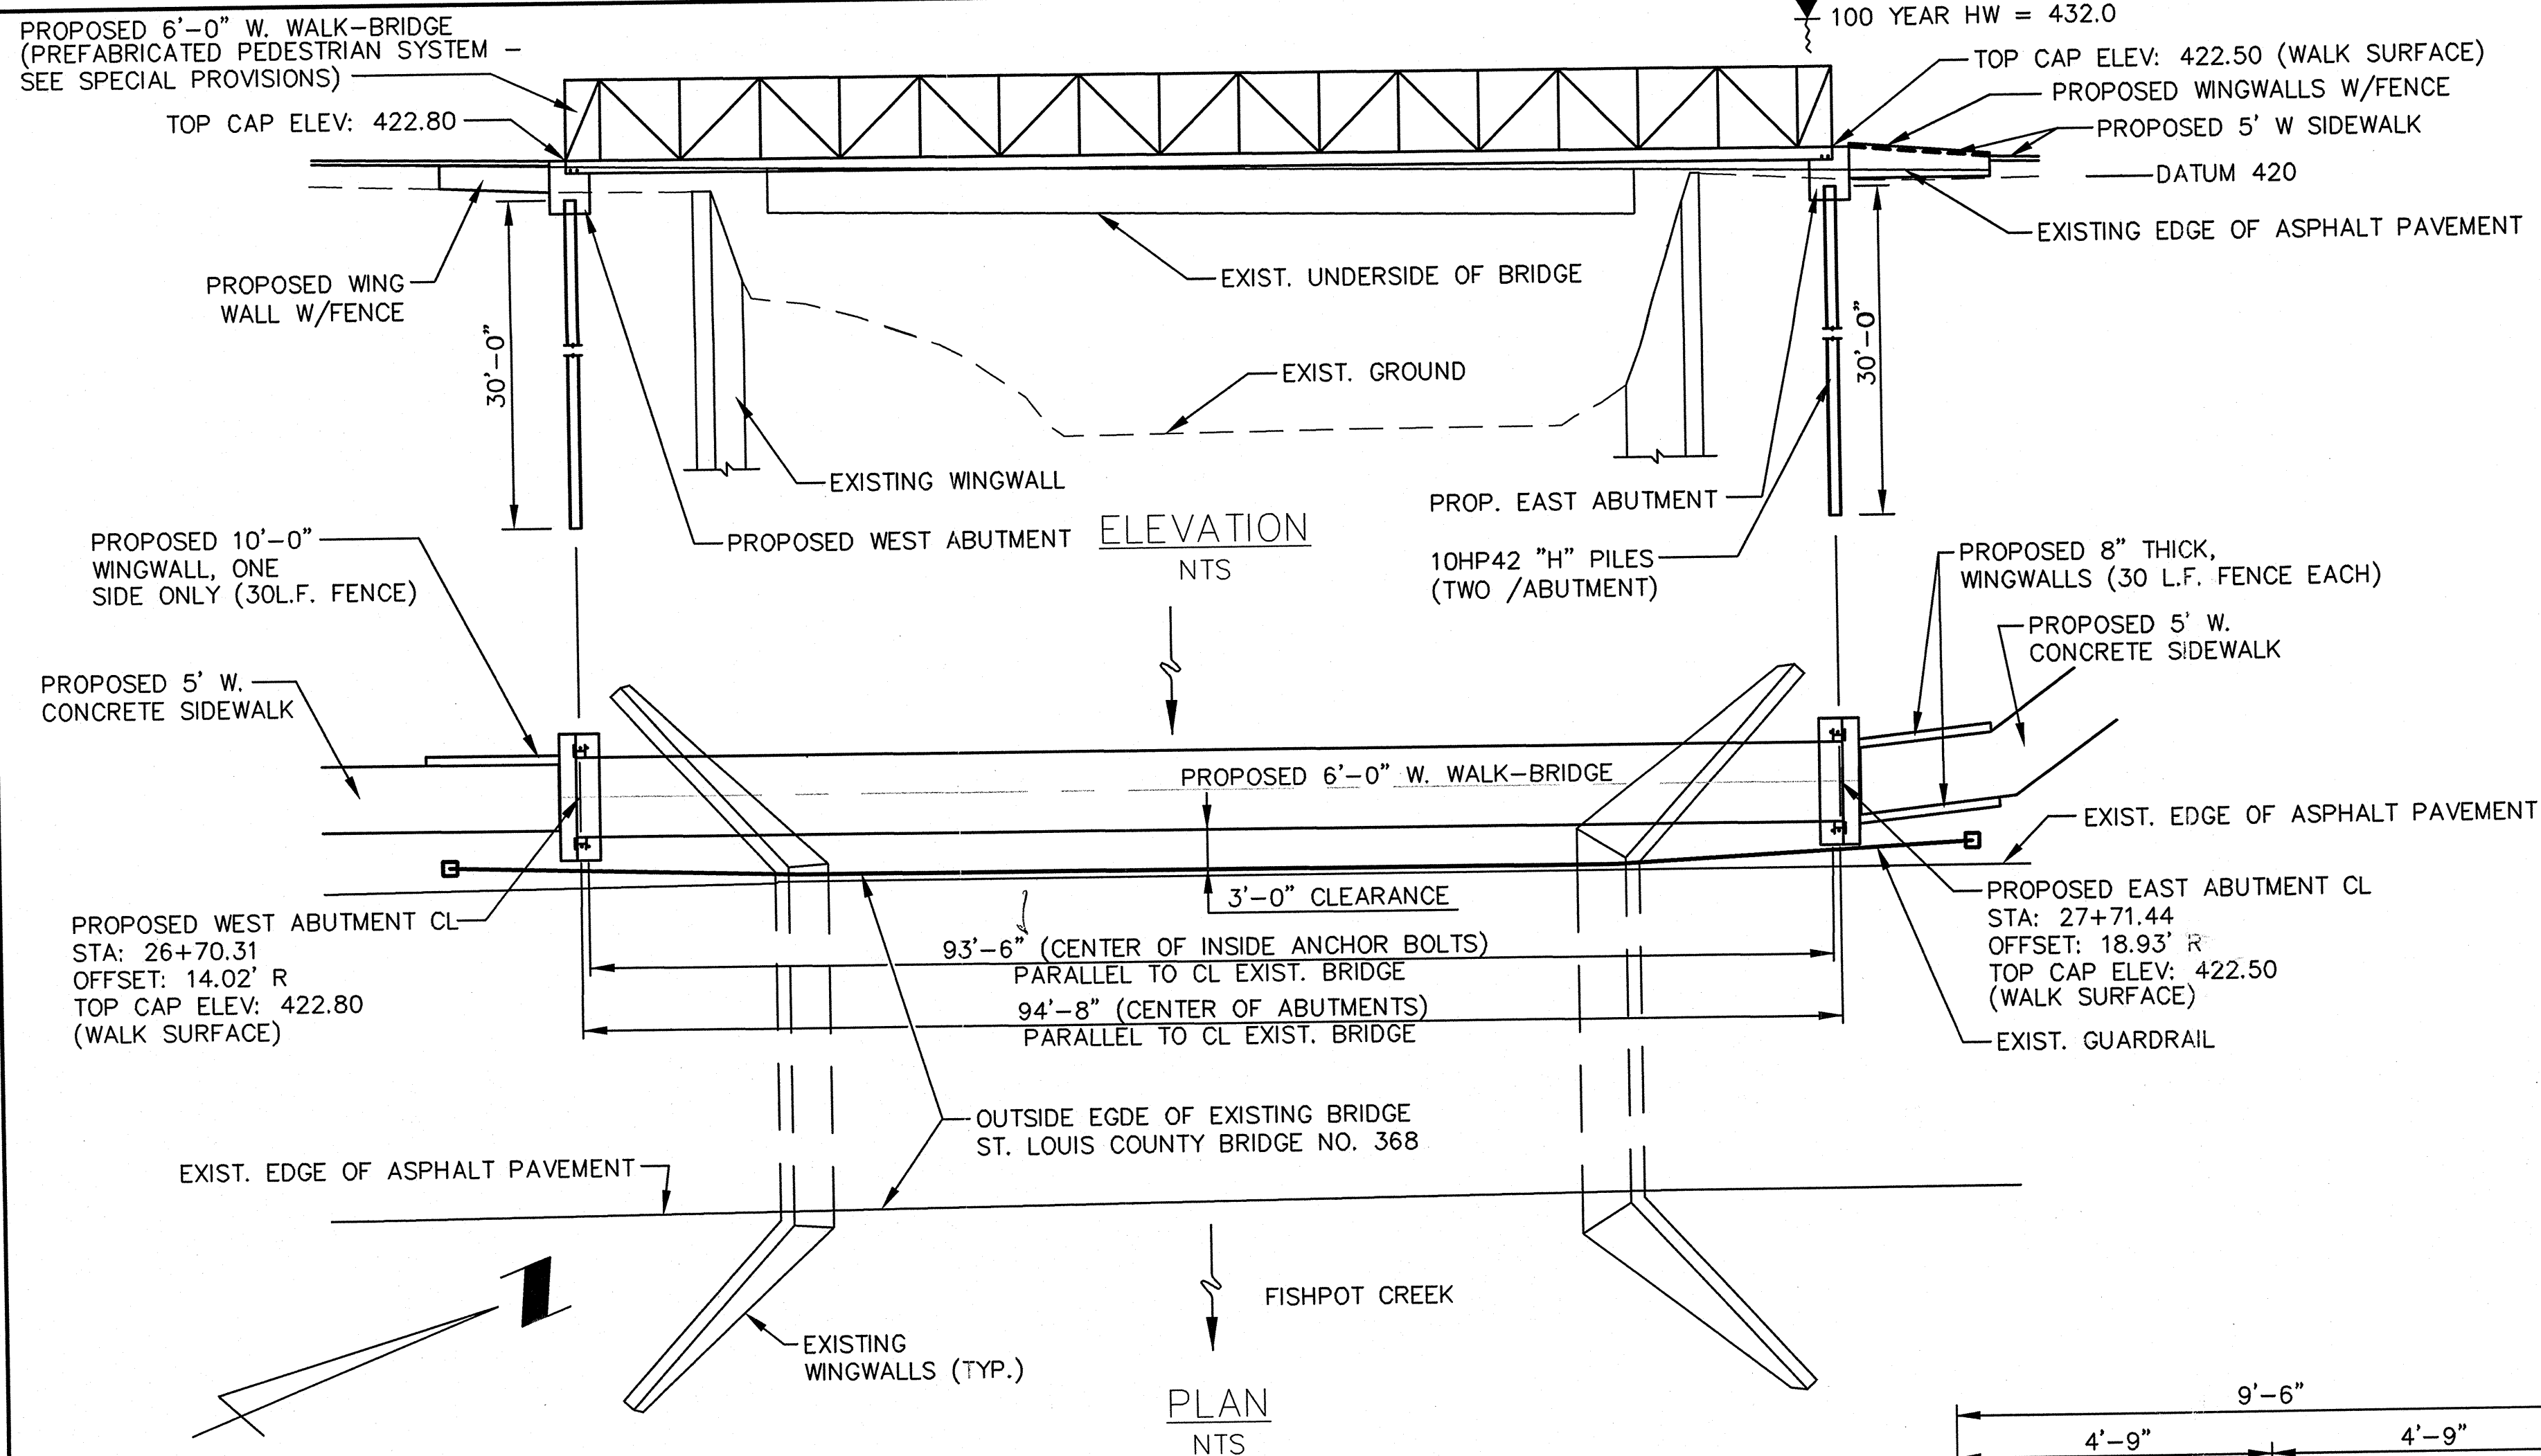 PROPOSED 6'-0" W. WALK-BRIDGE
(PREFABRICATED PEDESTRIAN SYSTEM -
SEE SPECIAL PROVISIONS)
TOP CAP ELEV: 422.80
100 YEAR HW = 432.0
TOP CAP ELEV: 422.50 (WALK SURFACE)
PROPOSED WINGWALLS W/FENCE
PROPOSED 5' W SIDEWALK
DATUM 420
EXISTING EDGE OF ASPHALT PAVEMENT
PROPOSED WING
WALL W/FENCE
30'-0"
EXIST. UNDERSIDE OF BRIDGE
EXIST. GROUND
30'-0"
EXISTING WINGWALL
PROPOSED WEST ABUTMENT
PROP. EAST ABUTMENT
10HP42 "H" PILES
(TWO /ABUTMENT)
ELEVATION
NTS
PROPOSED 10'-0"
WINGWALL, ONE
SIDE ONLY (30L.F. FENCE)
PROPOSED 8" THICK,
WINGWALLS (30 L.F. FENCE EACH)
PROPOSED 5' W.
CONCRETE SIDEWALK
PROPOSED 5' W.
CONCRETE SIDEWALK
PROPOSED 6'-0" W. WALK-BRIDGE
EXIST. EDGE OF ASPHALT PAVEMENT
3'-0" CLEARANCE
PROPOSED WEST ABUTMENT CL
STA: 26+70.31
OFFSET: 14.02' R
TOP CAP ELEV: 422.80
(WALK SURFACE)
93'-6" (CENTER OF INSIDE ANCHOR BOLTS)
PARALLEL TO CL EXIST. BRIDGE
94'-8" (CENTER OF ABUTMENTS)
PARALLEL TO CL EXIST. BRIDGE
PROPOSED EAST ABUTMENT CL
STA: 27+71.44
OFFSET: 18.93' R
TOP CAP ELEV: 422.50
(WALK SURFACE)
EXIST. GUARDRAIL
OUTSIDE EGDE OF EXISTING BRIDGE
ST. LOUIS COUNTY BRIDGE NO. 368
EXIST. EDGE OF ASPHALT PAVEMENT
FISHPOT CREEK
EXISTING
WINGWALLS (TYP.)
PLAN
NTS
9'-6"
4'-9"
4'-9"